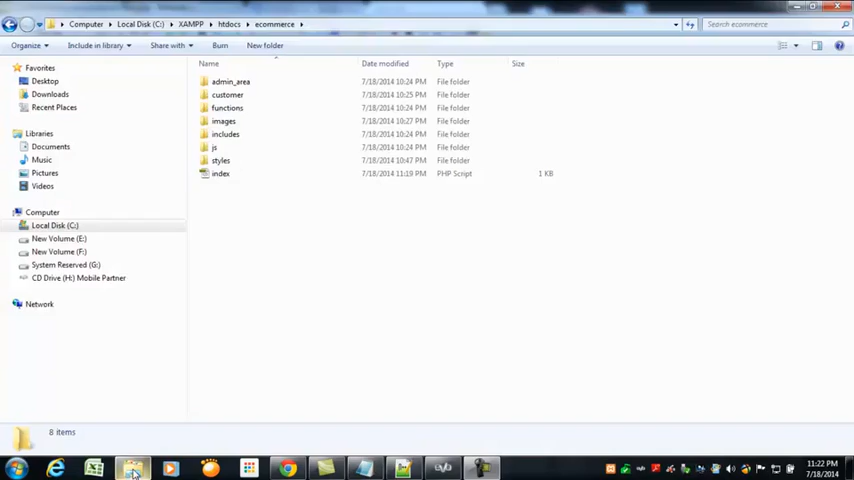 Computer ▸ Local Disk (C:) ▸ XAMPP ▸ htdocs ▸ ecommerce ▸ Search ecommerce
Organize Include in library Share with Burn New folder
Name Date modified Type Size
Favorites
Desktop
Downloads
Recent Places
Libraries
Documents
Music
Pictures
Videos
Computer
Local Disk (C:)
New Volume (E:)
New Volume (F:)
System Reserved (G:)
CD Drive (H:) Mobile Partner
Network
admin_area 7/18/2014 10:24 PM File folder
customer 7/18/2014 10:25 PM File folder
functions 7/18/2014 10:24 PM File folder
images 7/18/2014 10:27 PM File folder
includes 7/18/2014 10:24 PM File folder
js 7/18/2014 10:24 PM File folder
styles 7/18/2014 10:47 PM File folder
index 7/18/2014 11:19 PM PHP Script 1 KB
8 items
11:22 PM
7/18/2014